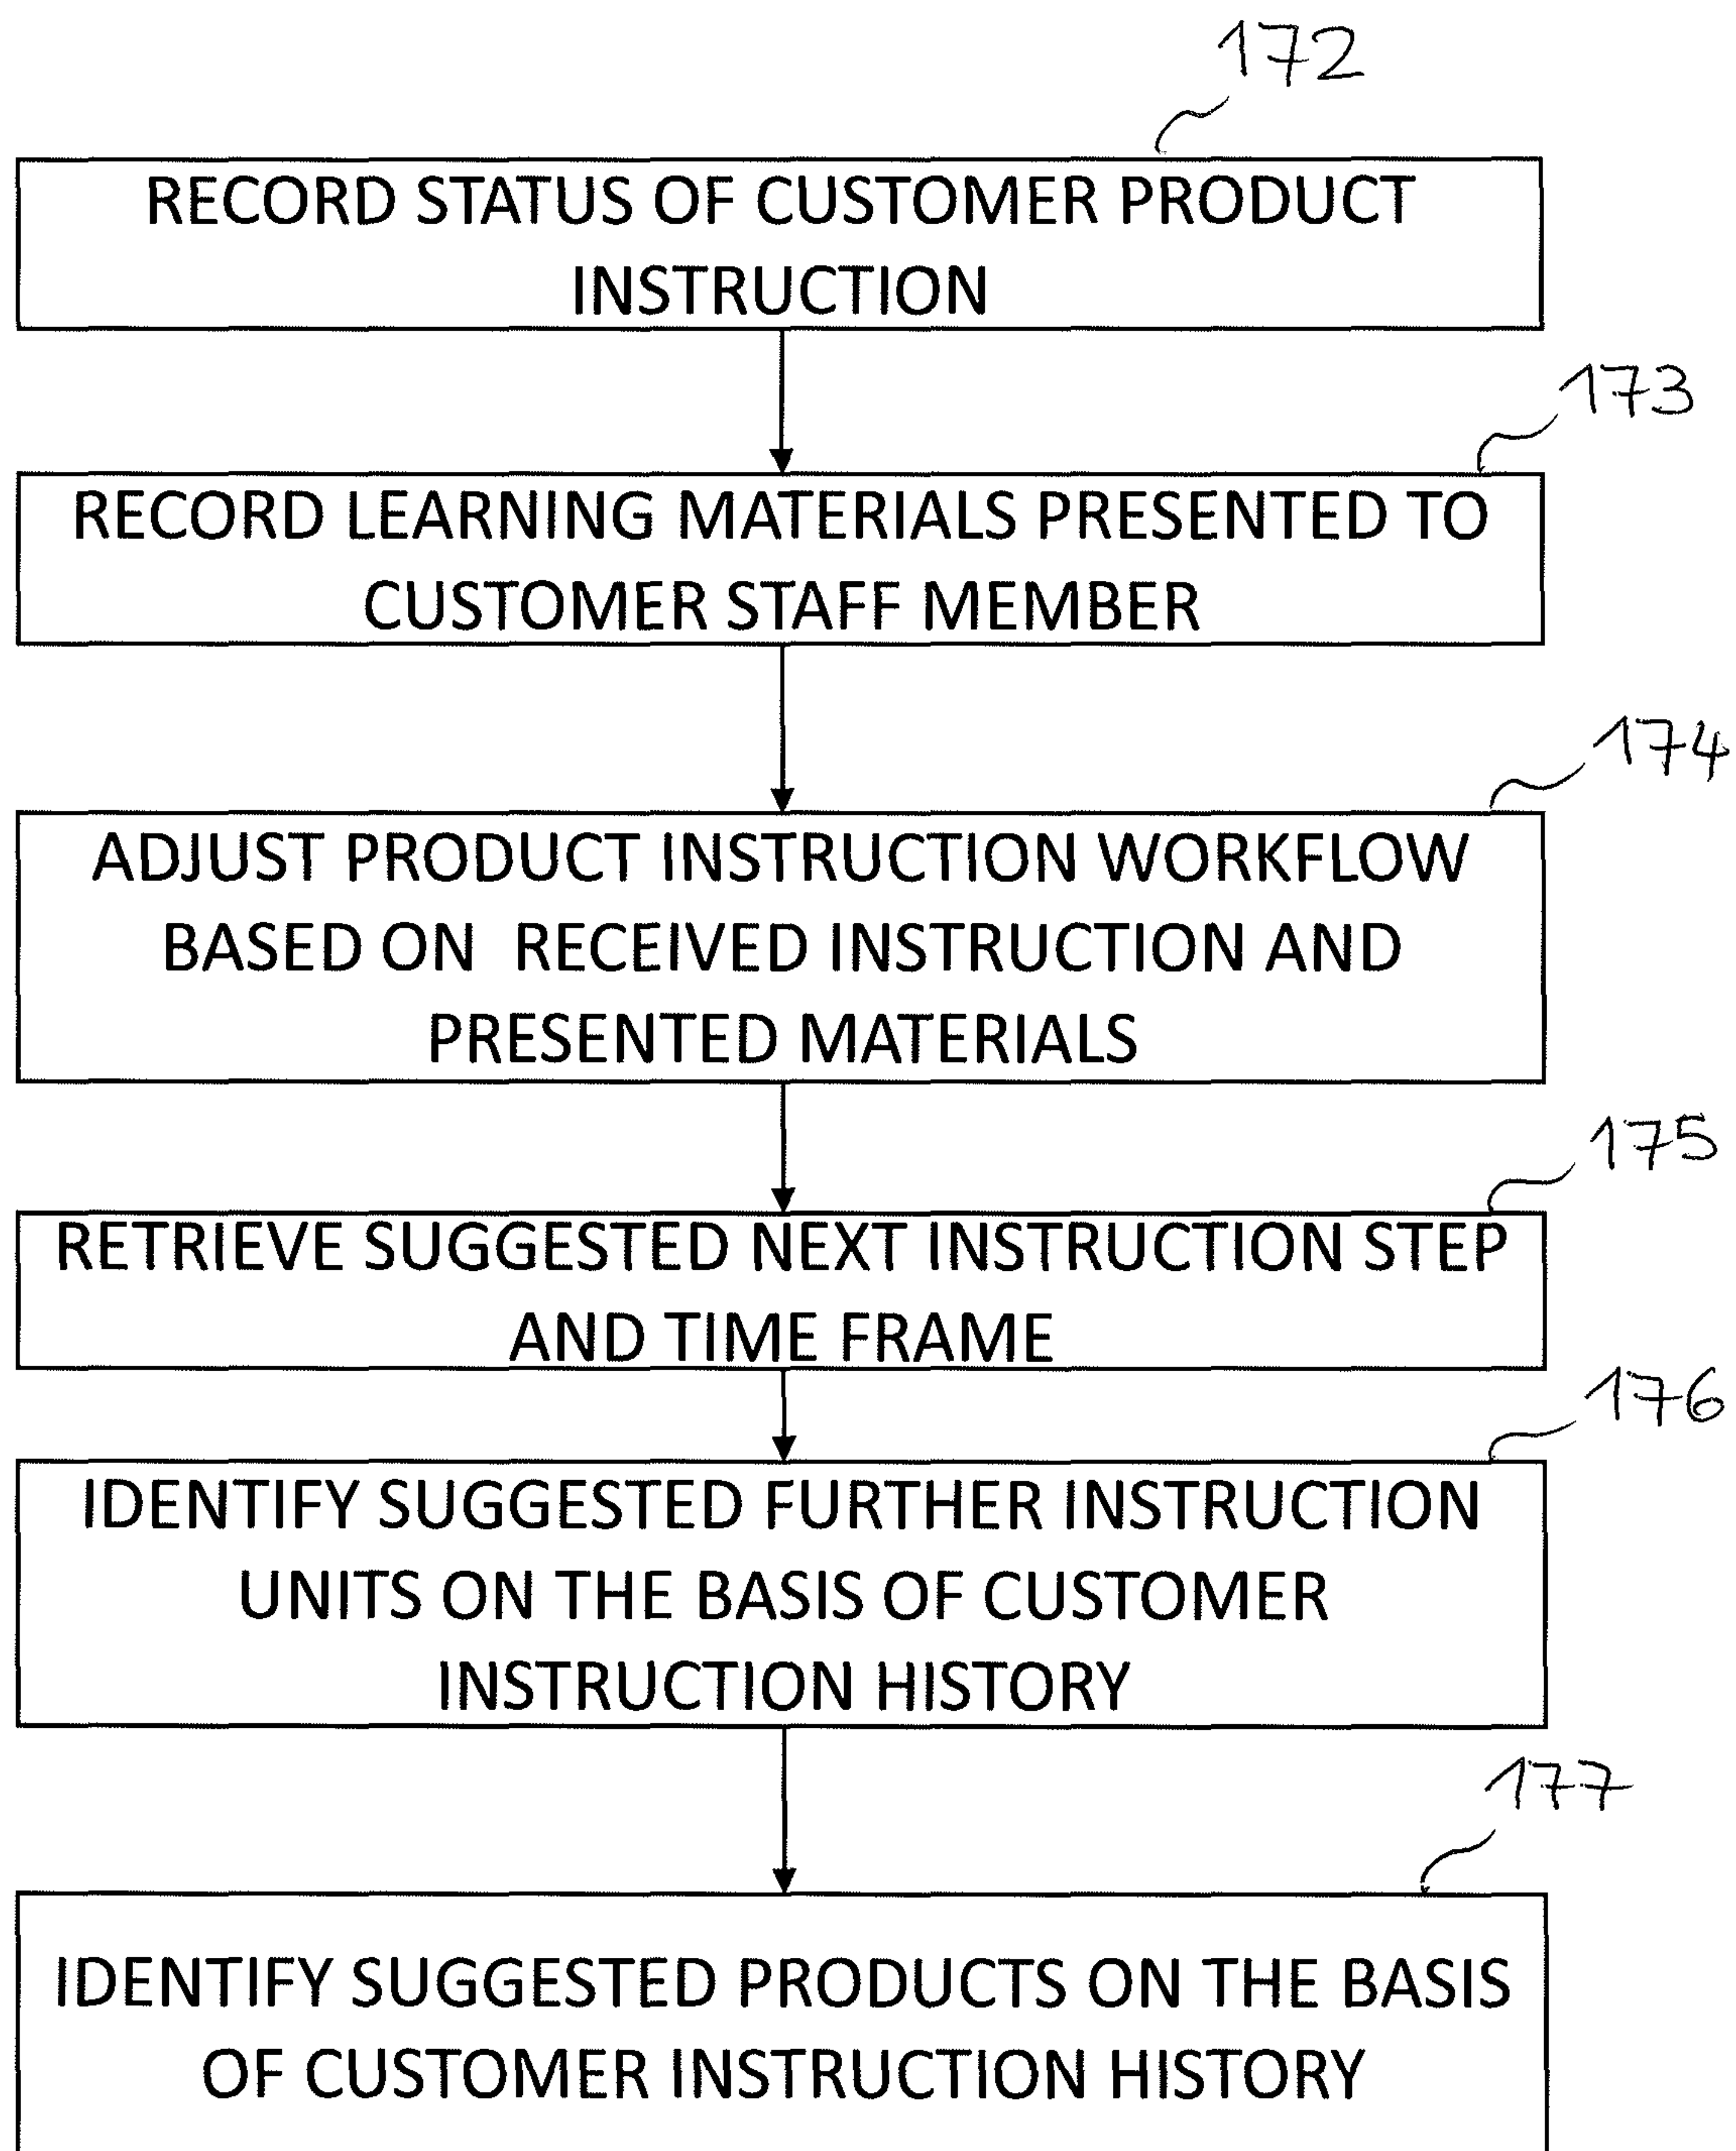 172
RECORD STATUS OF CUSTOMER PRODUCT
INSTRUCTION
173
RECORD LEARNING MATERIALS PRESENTED TO
CUSTOMER STAFF MEMBER
174
ADJUST PRODUCT INSTRUCTION WORKFLOW
BASED ON RECEIVED INSTRUCTION AND
PRESENTED MATERIALS
175
RETRIEVE SUGGESTED NEXT INSTRUCTION STEP
AND TIME FRAME
176
IDENTIFY SUGGESTED FURTHER INSTRUCTION
UNITS ON THE BASIS OF CUSTOMER
INSTRUCTION HISTORY
177
IDENTIFY SUGGESTED PRODUCTS ON THE BASIS
OF CUSTOMER INSTRUCTION HISTORY